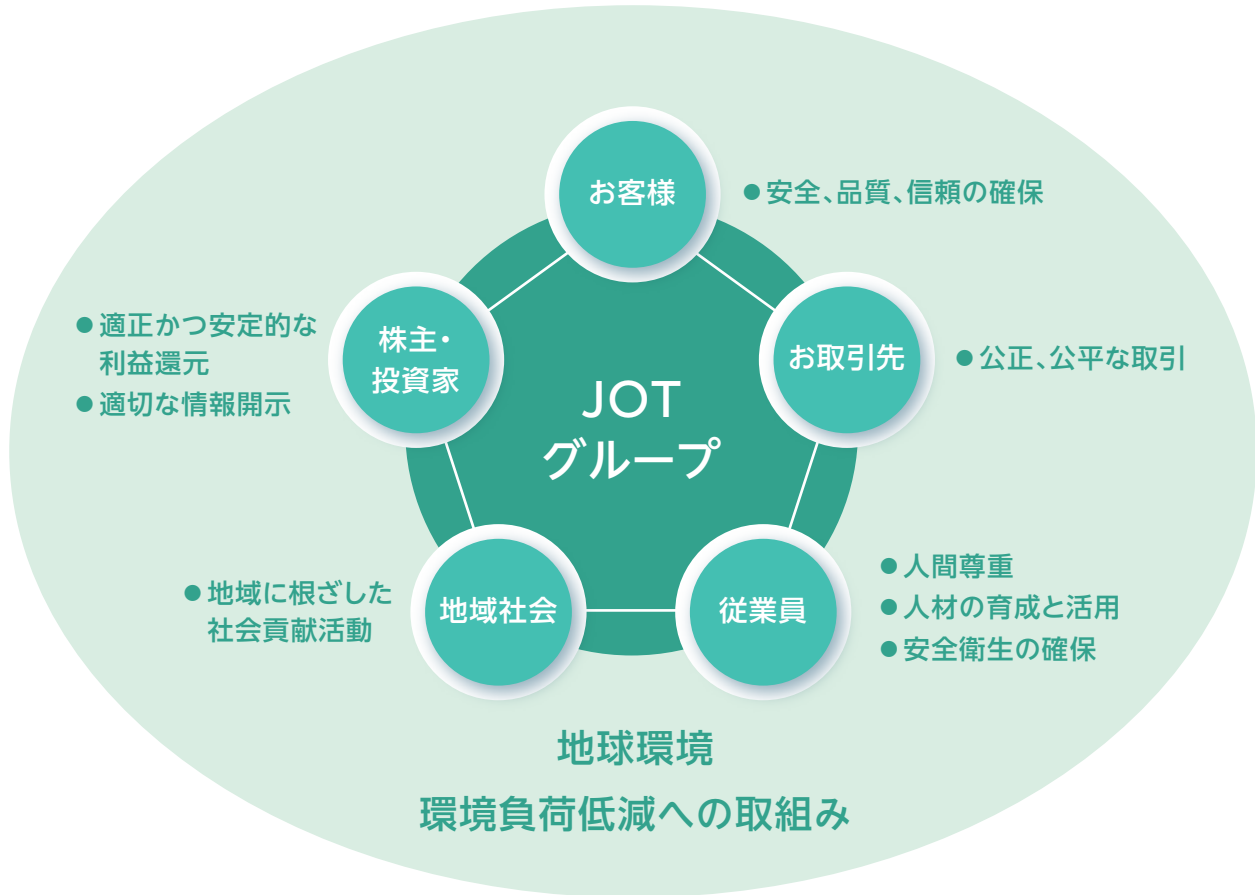 お客様
● 安全、品質、信頼の確保
株主・
投資家
● 適正かつ安定的な
利益還元
● 適切な情報開示
お取引先
● 公正、公平な取引
JOT
グループ
地域社会
● 地域に根ざした
社会貢献活動
従業員
● 人間尊重
● 人材の育成と活用
● 安全衛生の確保
地球環境
環境負荷低減への取組み